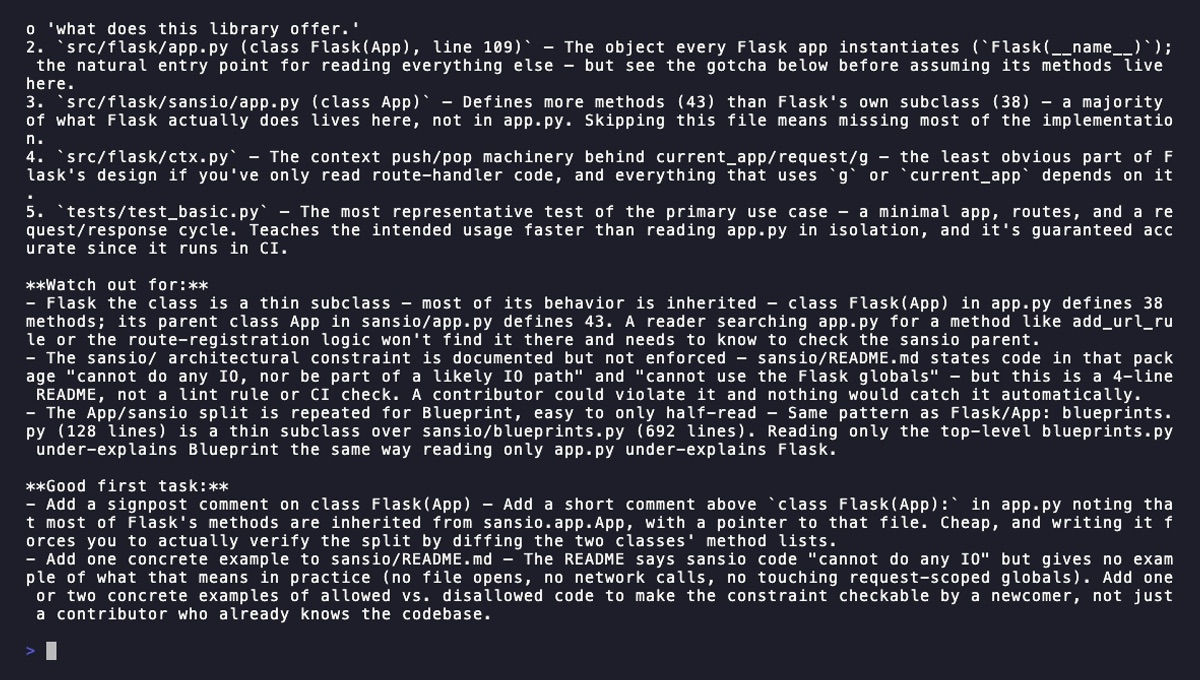 o 'what does this library offer.'
2. `src/flask/app.py (class Flask(App), line 109)` — The object every Flask app instantiates (`Flask(__name__)`);
 the natural entry point for reading everything else — but see the gotcha below before assuming its methods live
here.
3. `src/flask/sansio/app.py (class App)` — Defines more methods (43) than Flask's own subclass (38) — a majority
of what Flask actually does lives here, not in app.py. Skipping this file means missing most of the implementatio
n.
4. `src/flask/ctx.py` — The context push/pop machinery behind current_app/request/g — the least obvious part of F
lask's design if you've only read route-handler code, and everything that uses `g` or `current_app` depends on it
.
5. `tests/test_basic.py` — The most representative test of the primary use case — a minimal app, routes, and a re
quest/response cycle. Teaches the intended usage faster than reading app.py in isolation, and it's guaranteed acc
urate since it runs in CI.
**Watch out for:**
– Flask the class is a thin subclass — most of its behavior is inherited — class Flask(App) in app.py defines 38
methods; its parent class App in sansio/app.py defines 43. A reader searching app.py for a method like add_url_ru
le or the route-registration logic won't find it there and needs to know to check the sansio parent.
– The sansio/ architectural constraint is documented but not enforced — sansio/README.md states code in that pack
age "cannot do any IO, nor be part of a likely IO path" and "cannot use the Flask globals" — but this is a 4-line
 README, not a lint rule or CI check. A contributor could violate it and nothing would catch it automatically.
– The App/sansio split is repeated for Blueprint, easy to only half-read — Same pattern as Flask/App: blueprints.
py (128 lines) is a thin subclass over sansio/blueprints.py (692 lines). Reading only the top-level blueprints.py
 under-explains Blueprint the same way reading only app.py under-explains Flask.
**Good first task:**
– Add a signpost comment on class Flask(App) — Add a short comment above `class Flask(App):` in app.py noting tha
t most of Flask's methods are inherited from sansio.app.App, with a pointer to that file. Cheap, and writing it f
orces you to actually verify the split by diffing the two classes' method lists.
– Add one concrete example to sansio/README.md — The README says sansio code "cannot do any IO" but gives no exam
ple of what that means in practice (no file opens, no network calls, no touching request-scoped globals). Add one
 or two concrete examples of allowed vs. disallowed code to make the constraint checkable by a newcomer, not just
 a contributor who already knows the codebase.
>